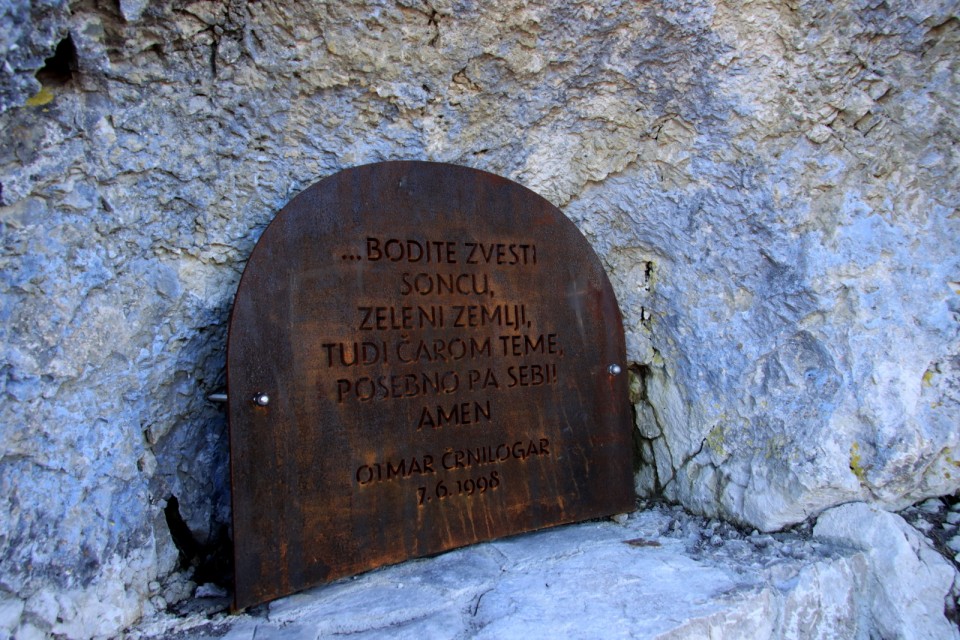 ...BODITE ZVESTI
SONCU,
ZELENI ZEMLJI,
TUDI ČAROM TEME,
POSEBNO PA SEBI!
AMEN
OTMAR ČRNILOGAR
7. 6. 1998